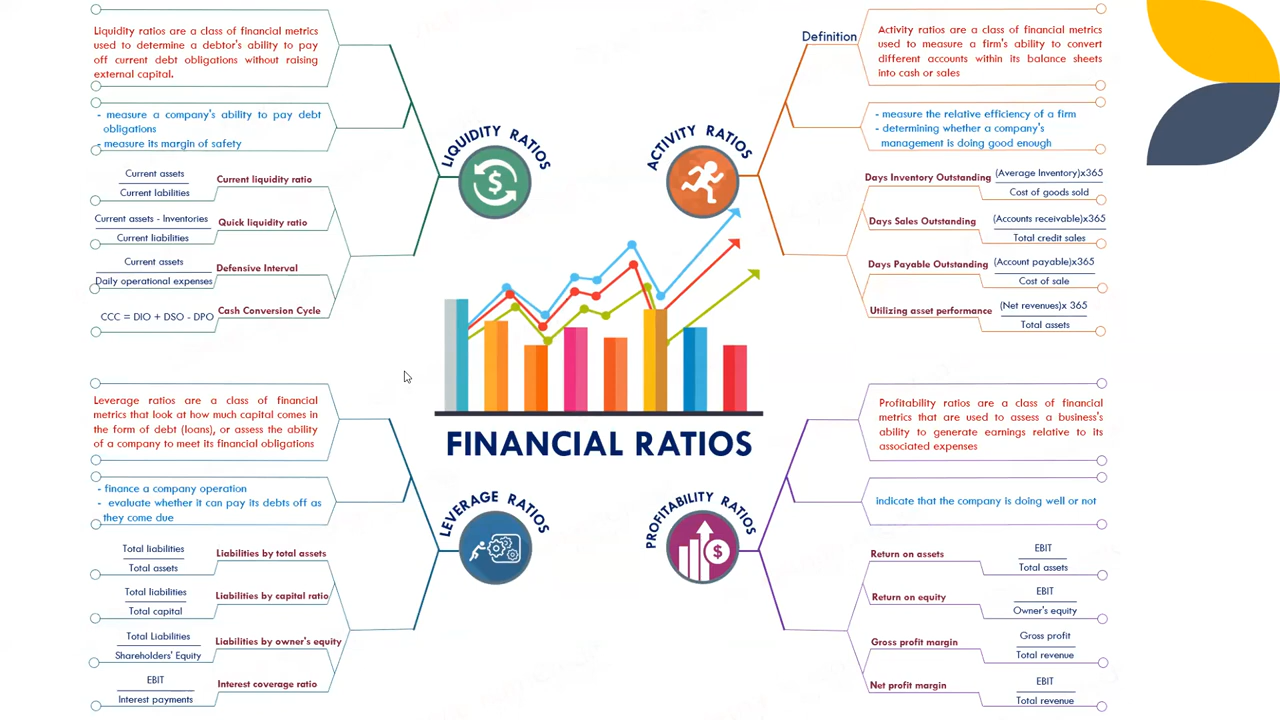 Liquidity ratios are a class of financial metrics
used to determine a debtor's ability to pay
off current debt obligations without raising
external capital.
- measure a company's ability to pay debt
obligations
- measure its margin of safety
LIQUIDITY RATIOS
Current assets
Current labilities
Current liquidity ratio
Current assets - Inventories
Current liabilities
Quick liquidity ratio
Current assets
Daily operational expenses
Defensive Interval
CCC = DIO + DSO - DPO
Cash Conversion Cycle
Definition
Activity ratios are a class of financial metrics
used to measure a firm's ability to convert
different accounts within its balance sheets
into cash or sales
- measure the relative efficiency of a firm
- determining whether a company's
management is doing good enough
ACTIVITY RATIOS
Days Inventory Outstanding
(Average Inventory)x365
Cost of goods sold
Days Sales Outstanding
(Accounts receivable)x365
Total credit sales
Days Payable Outstanding
(Account payable)x365
Cost of sale
Utilizing asset performance
(Net revenues)x 365
Total assets
FINANCIAL RATIOS
Leverage ratios are a class of financial
metrics that look at how much capital comes in
the form of debt (loans), or assess the ability
of a company to meet its financial obligations
- finance a company operation
- evaluate whether it can pay its debts off as
they come due
LEVERAGE RATIOS
Total liabilities
Total assets
Liabilities by total assets
Total liabilities
Total capital
Liabilities by capital ratio
Total Liabilities
Shareholders' Equity
Liabilities by owner's equity
EBIT
Interest payments
Interest coverage ratio
Profitability ratios are a class of financial
metrics that are used to assess a business's
ability to generate earnings relative to its
associated expenses
indicate that the company is doing well or not
PROFITABILITY RATIOS
Return on assets
EBIT
Total assets
Return on equity
EBIT
Owner's equity
Gross profit margin
Gross profit
Total revenue
Net profit margin
EBIT
Total revenue